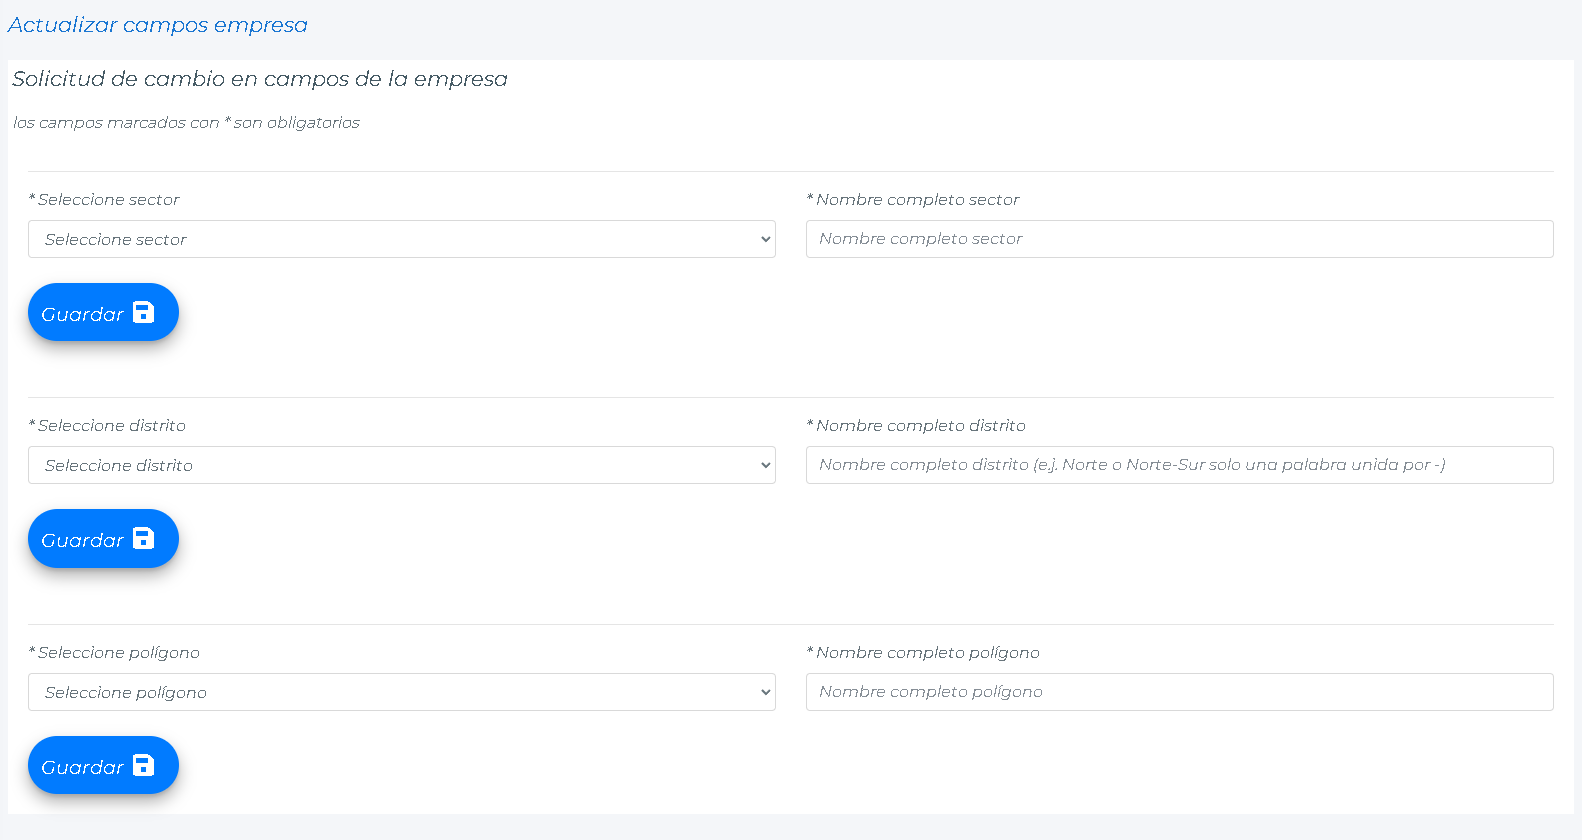 Actualizar campos empresa
Solicitud de cambio en campos de la empresa
los campos marcados con * son obligatorios
* Seleccione sector
* Nombre completo sector
Seleccione sector
Nombre completo sector
Guardar
* Seleccione distrito
* Nombre completo distrito
Seleccione distrito
Nombre completo distrito (e.j. Norte o Norte-Sur solo una palabra unida por -)
Guardar
* Seleccione polígono
* Nombre completo polígono
Seleccione polígono
Nombre completo polígono
Guardar